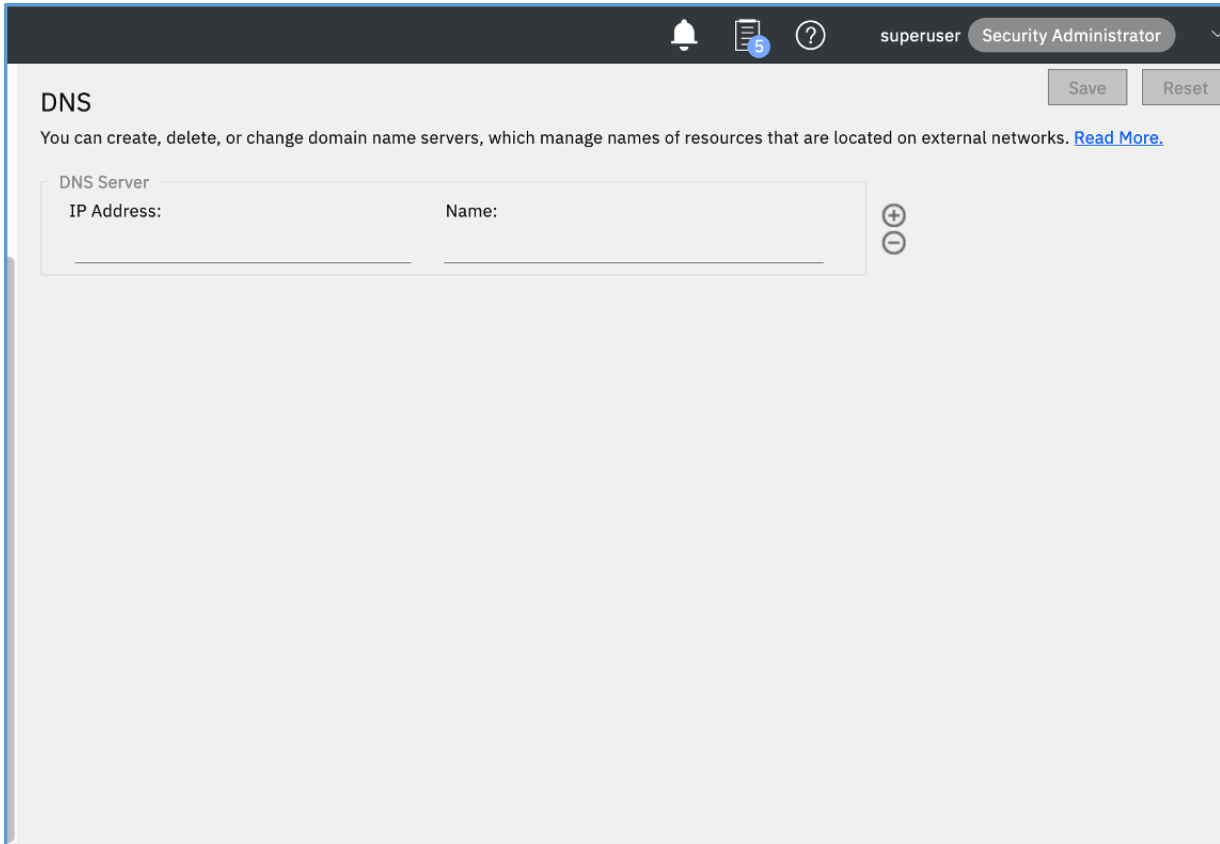 5
?
superuser Security Administrator
Save Reset
DNS
You can create, delete, or change domain name servers, which manage names of resources that are located on external networks. Read More.
DNS Server
IP Address: Name: